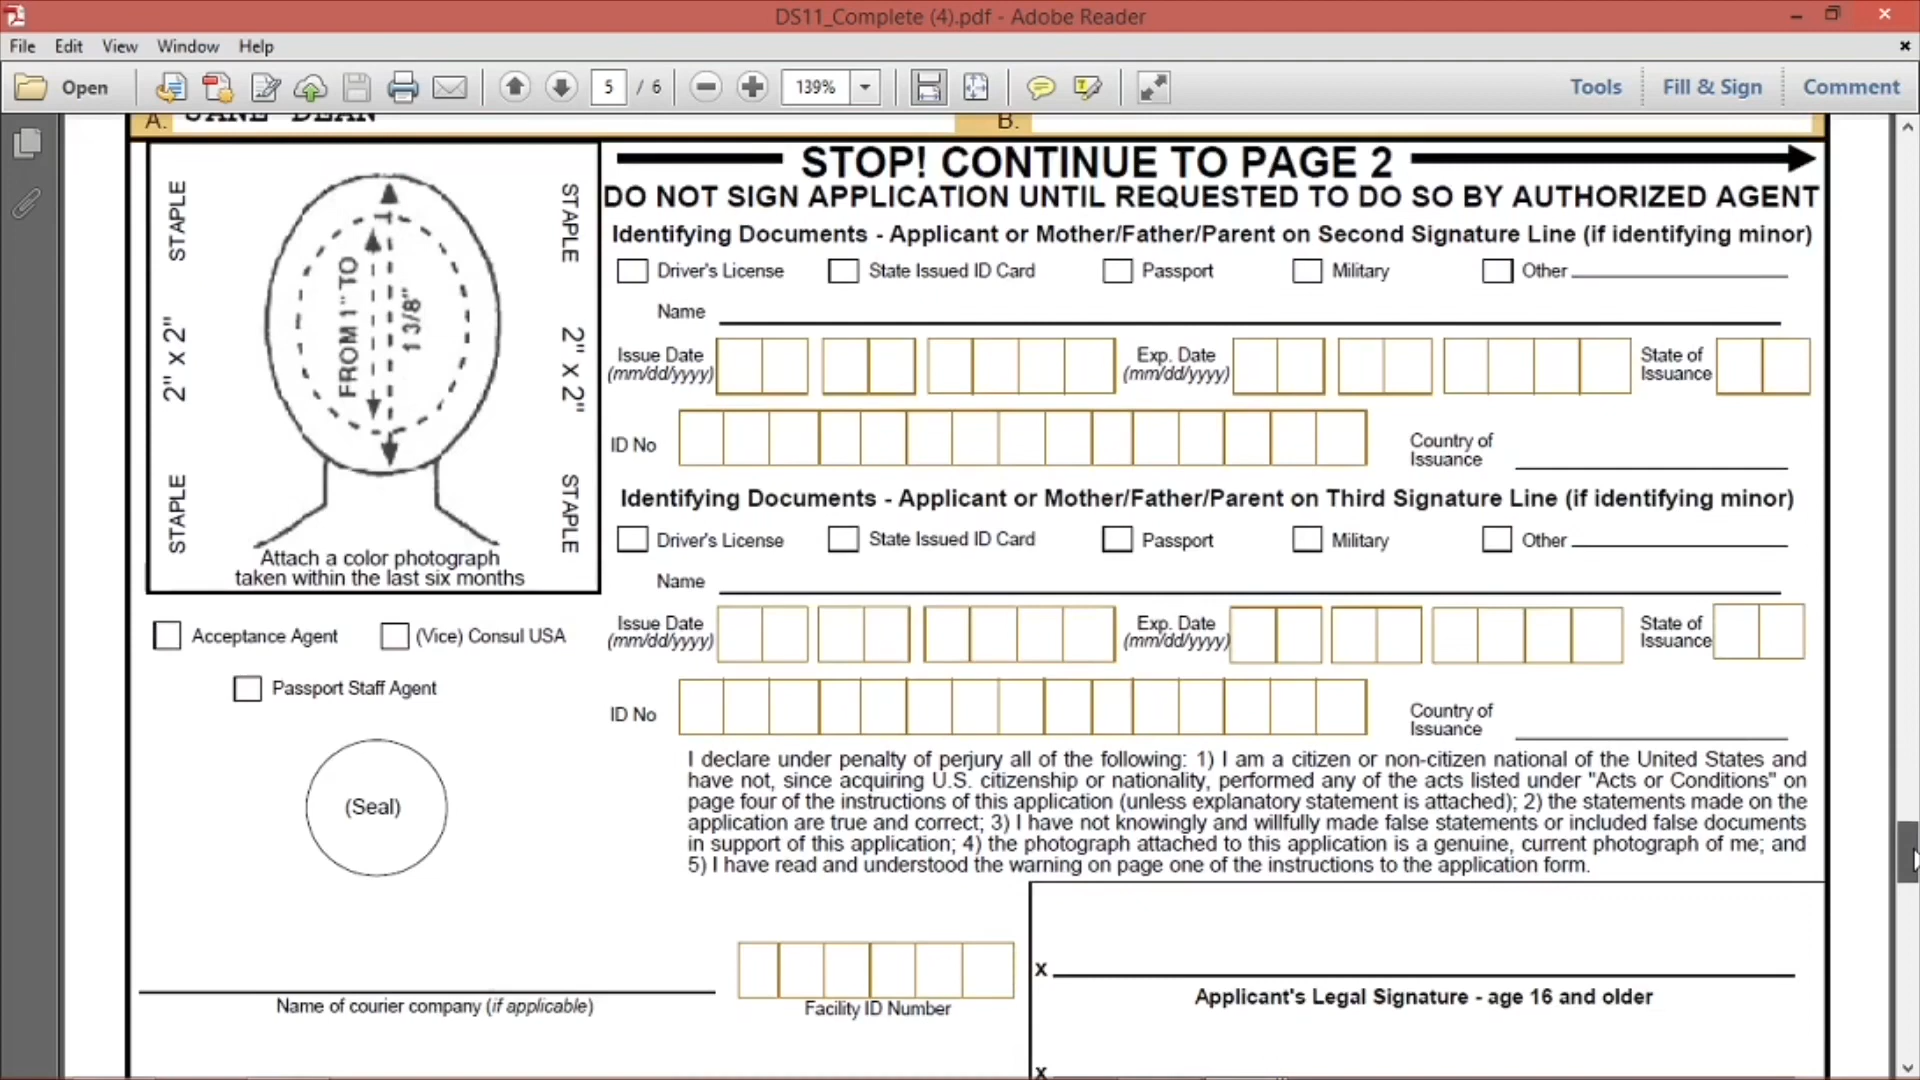 DS11_Complete (4).pdf - Adobe Reader
File Edit View Window Help
Open 5 / 6 139% Tools Fill & Sign Comment
A. JANE DEAN B.
STOP! CONTINUE TO PAGE 2
DO NOT SIGN APPLICATION UNTIL REQUESTED TO DO SO BY AUTHORIZED AGENT
STAPLE STAPLE
2" x 2" FROM 1" TO 1 3/8" 2" x 2"
STAPLE STAPLE
Attach a color photograph
taken within the last six months
Identifying Documents - Applicant or Mother/Father/Parent on Second Signature Line (if identifying minor)
Driver's License State Issued ID Card Passport Military Other
Name
Issue Date (mm/dd/yyyy) Exp. Date (mm/dd/yyyy) State of Issuance
ID No Country of Issuance
Identifying Documents - Applicant or Mother/Father/Parent on Third Signature Line (if identifying minor)
Driver's License State Issued ID Card Passport Military Other
Name
Issue Date (mm/dd/yyyy) Exp. Date (mm/dd/yyyy) State of Issuance
ID No Country of Issuance
Acceptance Agent (Vice) Consul USA
Passport Staff Agent
(Seal)
I declare under penalty of perjury all of the following: 1) I am a citizen or non-citizen national of the United States and
have not, since acquiring U.S. citizenship or nationality, performed any of the acts listed under "Acts or Conditions" on
page four of the instructions of this application (unless explanatory statement is attached); 2) the statements made on the
application are true and correct; 3) I have not knowingly and willfully made false statements or included false documents
in support of this application; 4) the photograph attached to this application is a genuine, current photograph of me; and
5) I have read and understood the warning on page one of the instructions to the application form.
Name of courier company (if applicable)
Facility ID Number
x
Applicant's Legal Signature - age 16 and older
x